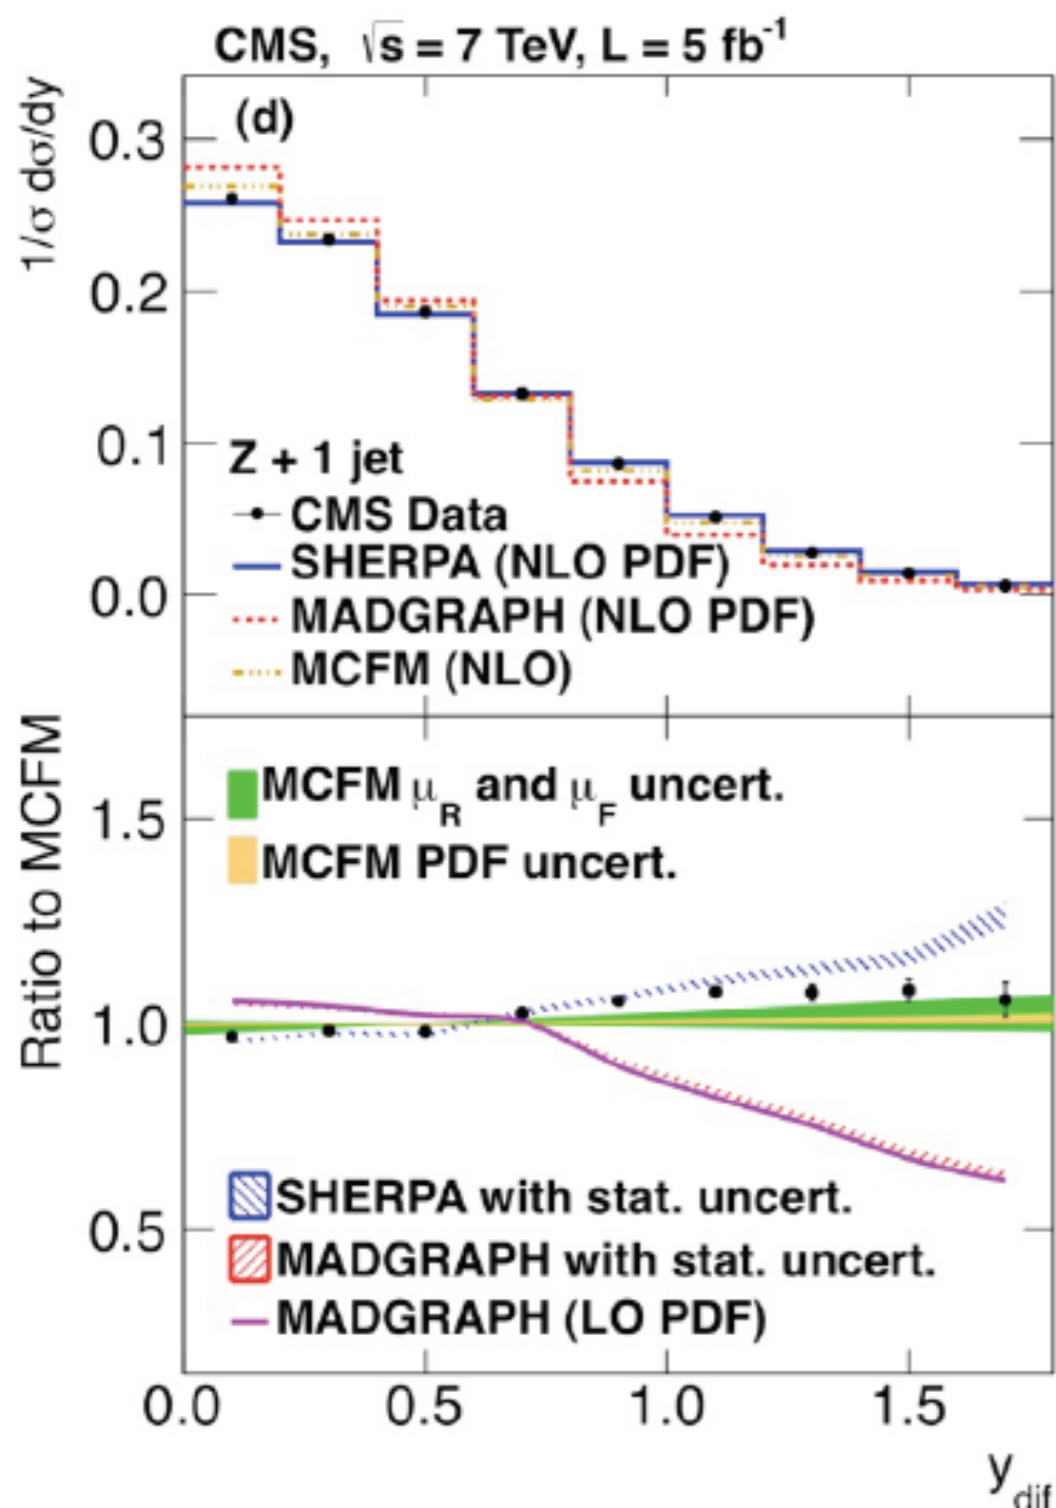 CMS, √s = 7 TeV, L = 5 fb⁻¹
1/σ dσ/dy
(d)
0.3
0.2
0.1
0.0
Z + 1 jet
CMS Data
SHERPA (NLO PDF)
MADGRAPH (NLO PDF)
MCFM (NLO)
Ratio to MCFM
MCFM μR and μF uncert.
MCFM PDF uncert.
1.5
1.0
0.5
SHERPA with stat. uncert.
MADGRAPH with stat. uncert.
MADGRAPH (LO PDF)
0.0 0.5 1.0 1.5
ydif